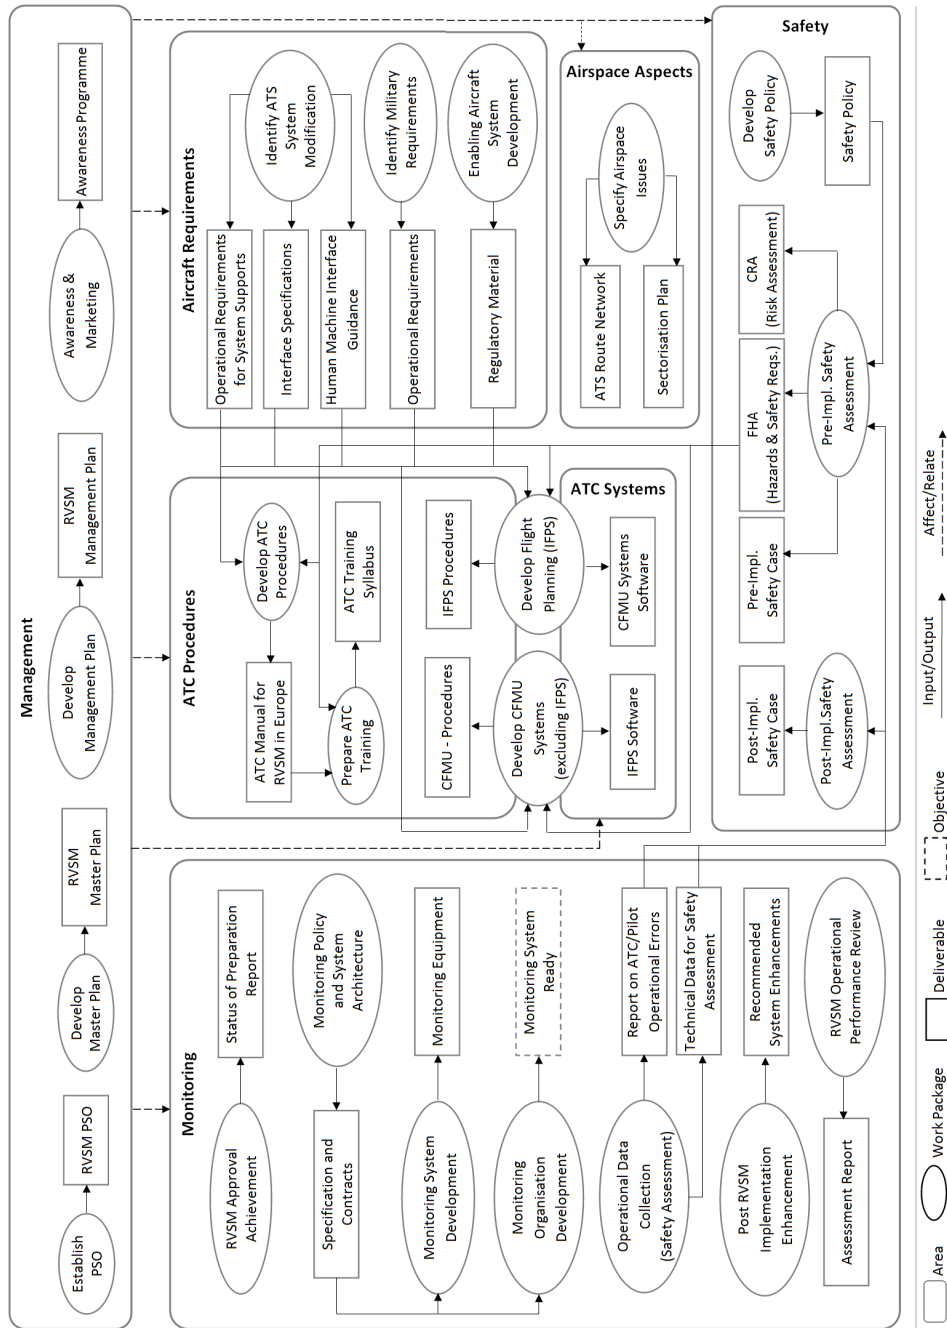 Management
Establish
PSO
RVSM PSO
Develop
Master Plan
RVSM
Master Plan
Develop
Management Plan
RVSM
Management Plan
Awareness &
Marketing
Awareness Programme
Monitoring
RVSM Approval
Achievement
Status of Preparation
Report
Specification and
Contracts
Monitoring Policy
and System
Architecture
Monitoring System
Development
Monitoring Equipment
Monitoring
Organisation
Development
Monitoring System
Ready
Operational Data
Collection
(Safety Assessment)
Report on ATC/Pilot
Operational Errors
Technical Data for Safety
Assessment
Post RVSM
Implementation
Enhancement
Recommended
System Enhancements
Assessment Report
RVSM Operational
Performance Review
ATC Procedures
ATC Manual for
RVSM in Europe
Develop ATC
Procedures
Prepare ATC
Training
ATC Training
Syllabus
CFMU - Procedures
IFPS Procedures
Develop CFMU
Systems
(excluding IFPS)
Develop Flight
Planning (IFPS)
ATC Systems
IFPS Software
CFMU Systems
Software
Aircraft Requirements
Operational Requirements
for System Supports
Interface Specifications
Human Machine Interface
Guidance
Operational Requirements
Regulatory Material
Identify ATS
System
Modification
Identify Military
Requirements
Enabling Aircraft
System
Development
Airspace Aspects
ATS Route Network
Sectorisation Plan
Specify Airspace
Issues
Safety
Develop
Safety Policy
Safety Policy
Post-Impl.
Safety Case
Pre-Impl.
Safety Case
FHA
(Hazards & Safety Reqs.)
CRA
(Risk Assessment)
Post-Impl.Safety
Assessment
Pre-Impl. Safety
Assessment
Area
Work Package
Deliverable
Objective
Input/Output
Affect/Relate